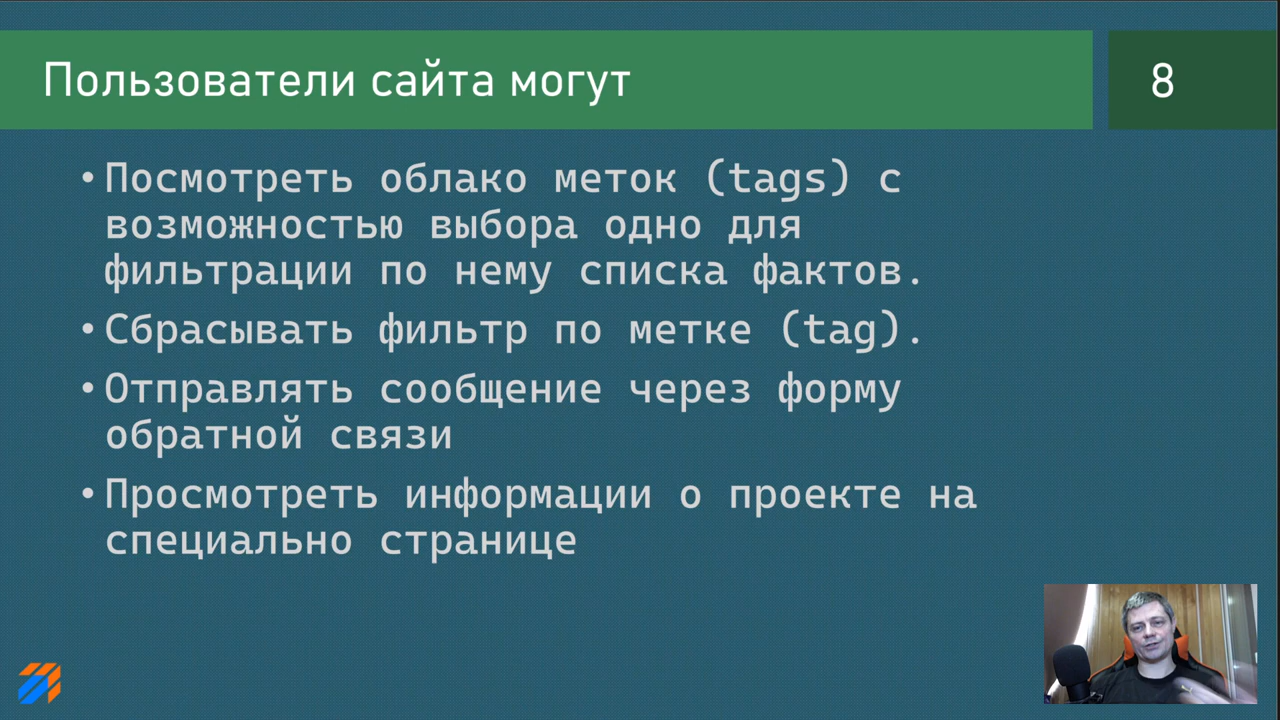 Пользователи сайта могут
8
• Посмотреть облако меток (tags) с
возможностью выбора одно для
фильтрации по нему списка фактов.
• Сбрасывать фильтр по метке (tag).
• Отправлять сообщение через форму
обратной связи
• Просмотреть информации о проекте на
специально странице